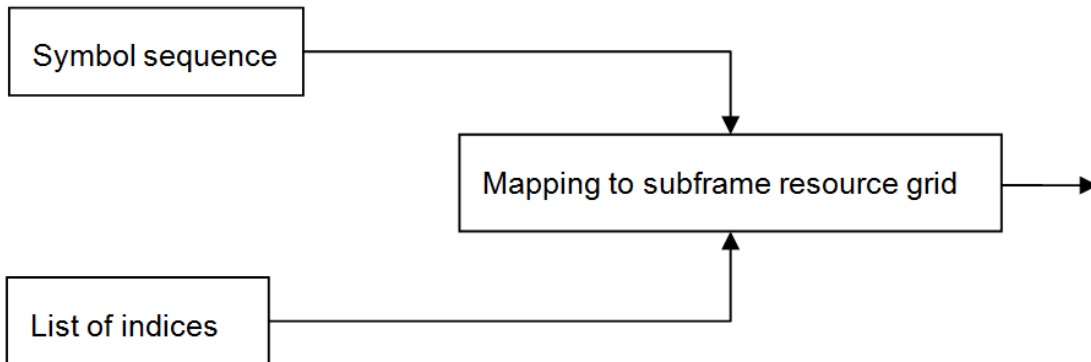 Symbol sequence
Mapping to subframe resource grid
List of indices